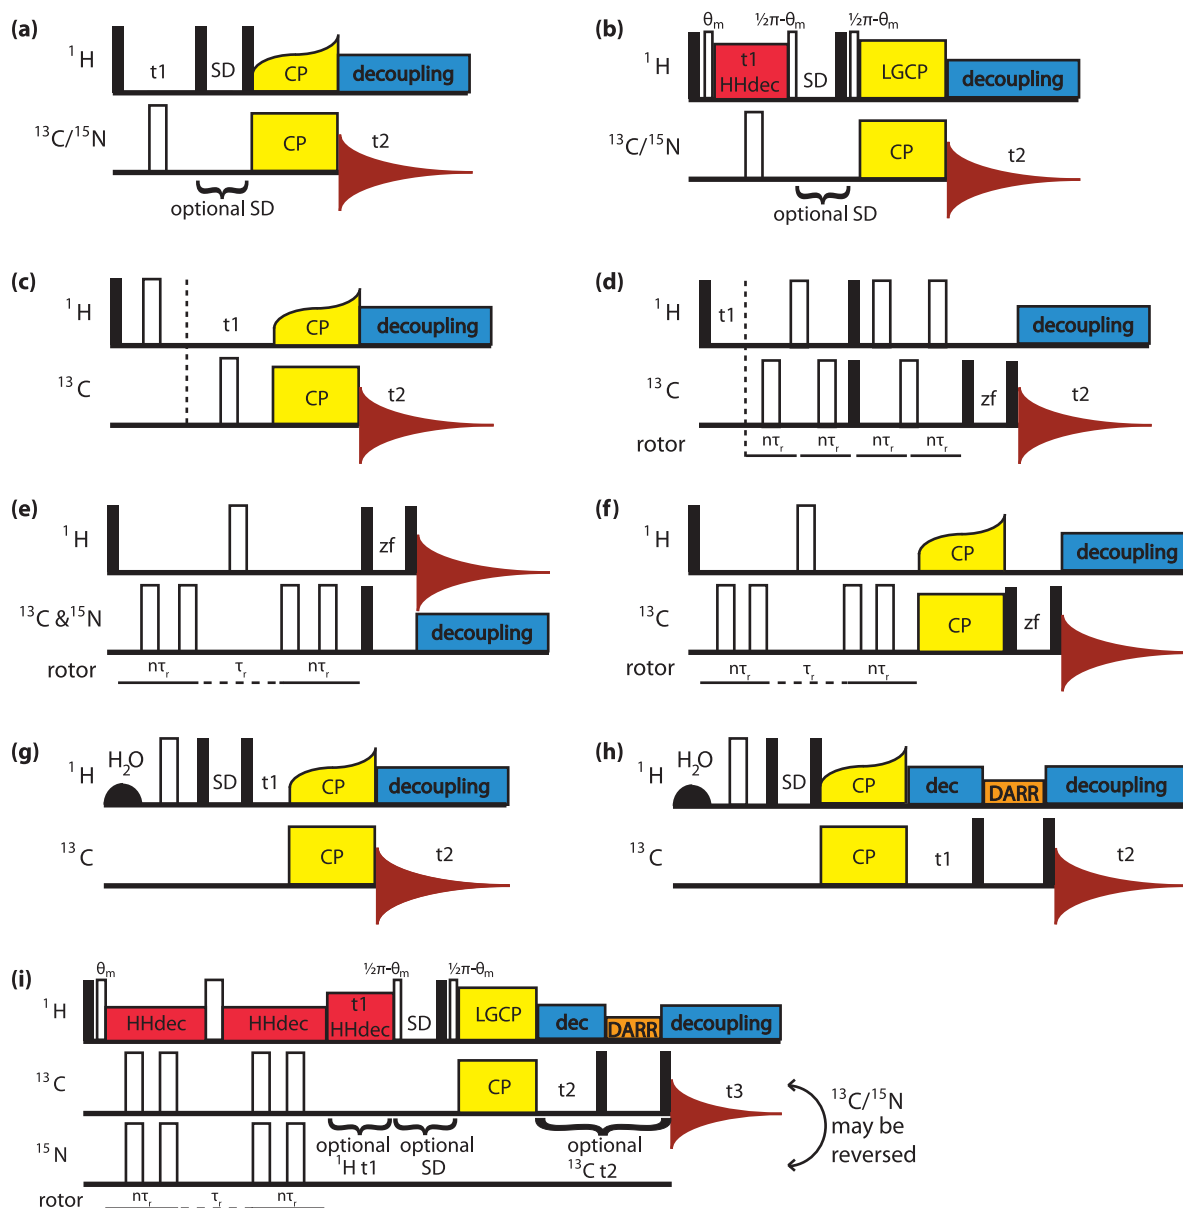 (a)
¹H
t1
SD
CP
decoupling
¹³C/¹⁵N
CP
t2
optional SD
(b)
θm
½π-θm
½π-θm
¹H
t1
HHdec
SD
LGCP
decoupling
¹³C/¹⁵N
CP
t2
optional SD
(c)
¹H
t1
CP
decoupling
¹³C
CP
t2
(d)
¹H
t1
decoupling
¹³C
zf
t2
rotor
nτr
nτr
nτr
nτr
(e)
¹H
zf
¹³C &¹⁵N
decoupling
rotor
nτr
τr
nτr
(f)
¹H
CP
decoupling
¹³C
CP
zf
rotor
nτr
τr
nτr
(g)
H₂O
¹H
SD
t1
CP
decoupling
¹³C
CP
t2
(h)
H₂O
¹H
SD
CP
dec
DARR
decoupling
¹³C
CP
t1
t2
(i)
θm
½π-θm
½π-θm
¹H
HHdec
HHdec
t1
HHdec
SD
LGCP
dec
DARR
decoupling
¹³C
CP
t2
t3
¹³C/¹⁵N
may be
reversed
¹⁵N
optional
¹H t1
optional
SD
optional
¹³C t2
rotor
nτr
τr
nτr